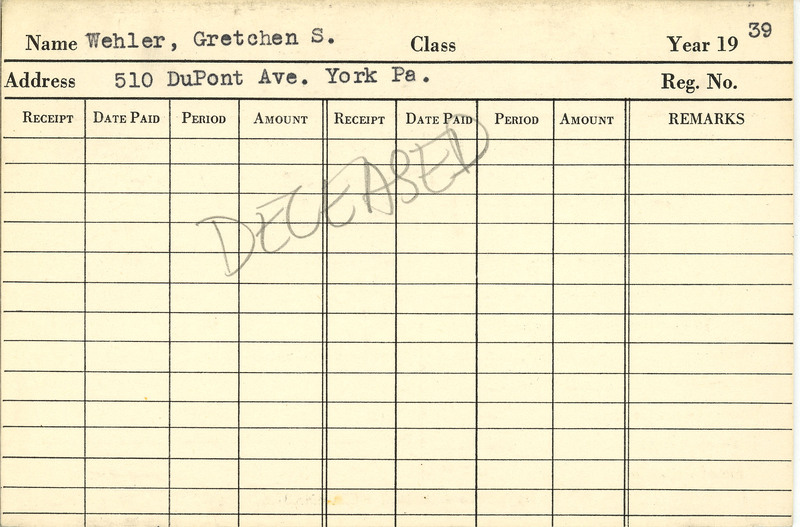 Name Wehler, Gretchen S. Class Year 19 39
Address 510 DuPont Ave. York Pa. Reg. No.
RECEIPT DATE PAID PERIOD AMOUNT RECEIPT DATE PAID PERIOD AMOUNT REMARKS
DECEASED